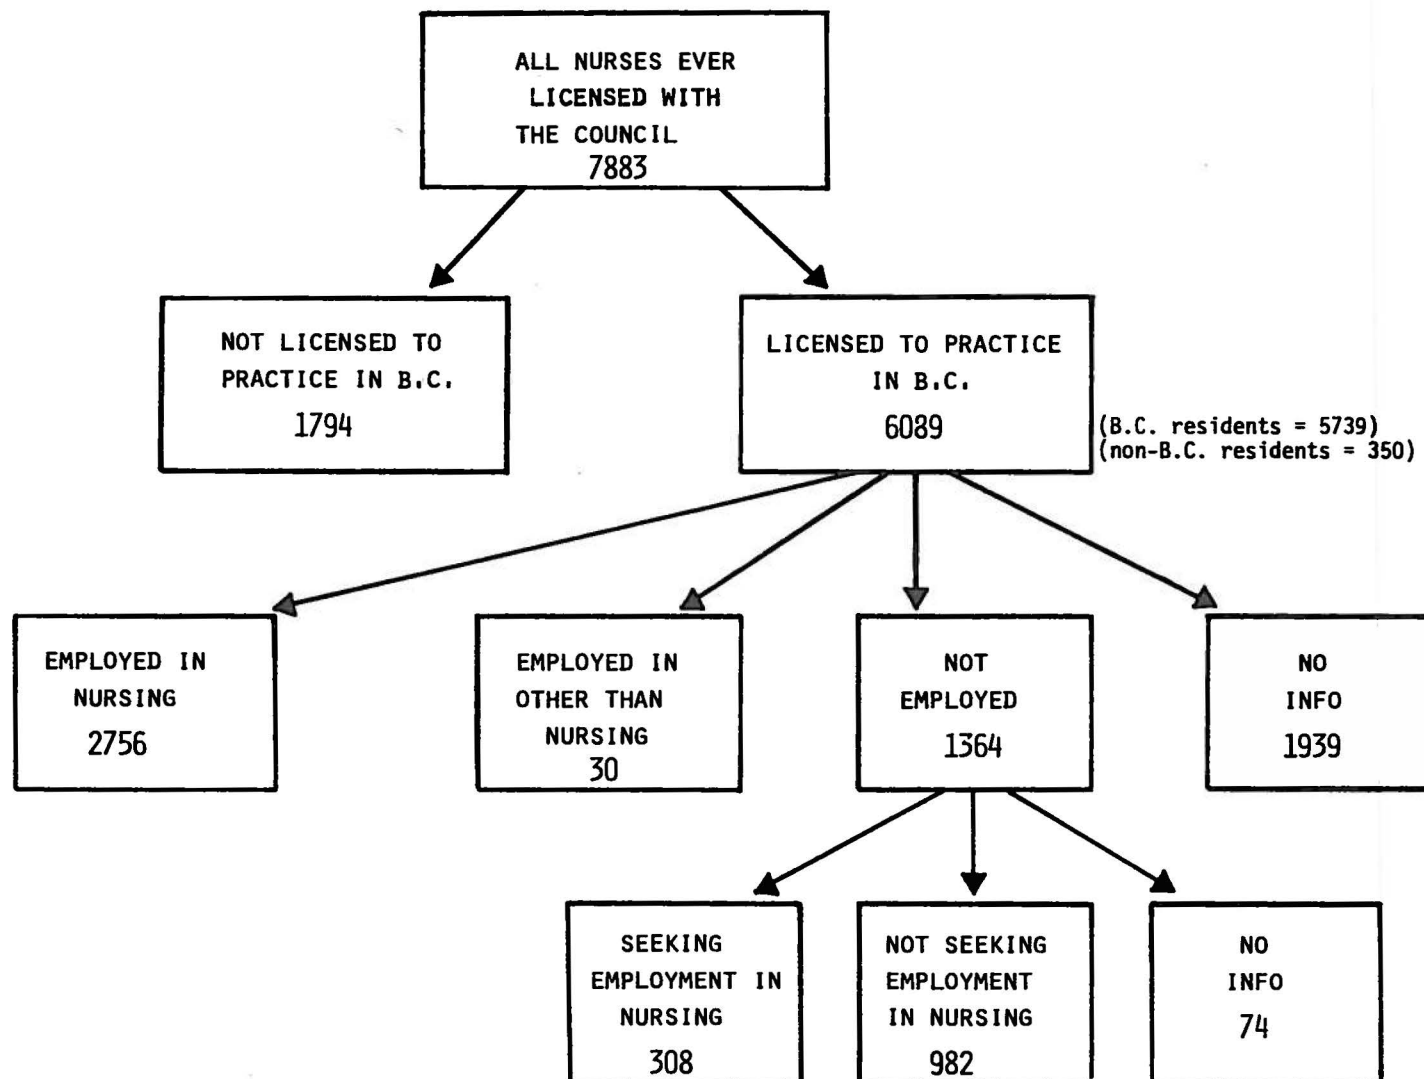 ALL NURSES EVER
LICENSED WITH
THE COUNCIL
7883
NOT LICENSED TO
PRACTICE IN B.C.
1794
LICENSED TO PRACTICE
IN B.C.
6089
(B.C. residents = 5739)
(non-B.C. residents = 350)
EMPLOYED IN
NURSING
2756
EMPLOYED IN
OTHER THAN
NURSING
30
NOT
EMPLOYED
1364
NO
INFO
1939
SEEKING
EMPLOYMENT IN
NURSING
308
NOT SEEKING
EMPLOYMENT
IN NURSING
982
NO
INFO
74